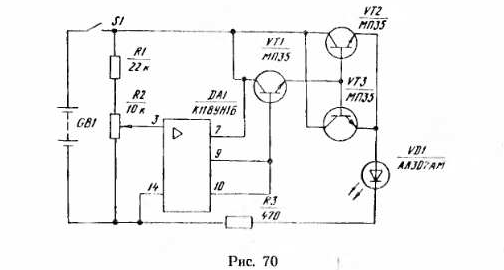 S1
VT2
МП35
VT1
МП35
R1
22 к
VT3
МП35
R2
10 к
DA1
К118УН1Б
GB1
3
7
9
VD1
14
10
R3
470
Рис. 70